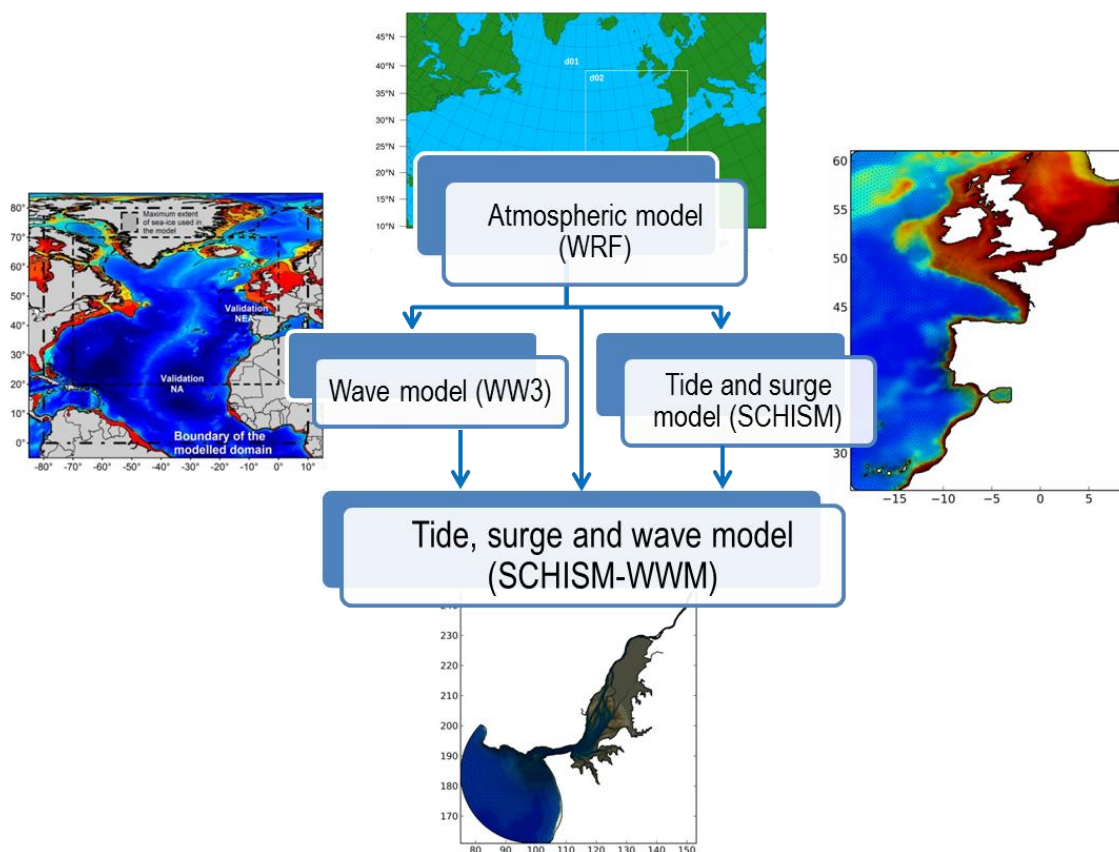 45°N
40°N
35°N
30°N
25°N
20°N
15°N
10°N
d01
d02
Atmospheric model
(WRF)
80°
70°
60°
50°
40°
30°
20°
10°
0°
-80° -70° -60° -50° -40° -30° -20° -10° 0° 10°
Maximum extent
of sea-ice used in
the model
Validation
NEA
Validation
NA
Boundary of the
modelled domain
60
55
50
45
30
-15 -10 -5 0 5
Wave model (WW3)
Tide and surge
model (SCHISM)
Tide, surge and wave model
(SCHISM-WWM)
240
230
220
210
200
190
180
170
80 90 100 110 120 130 140 150